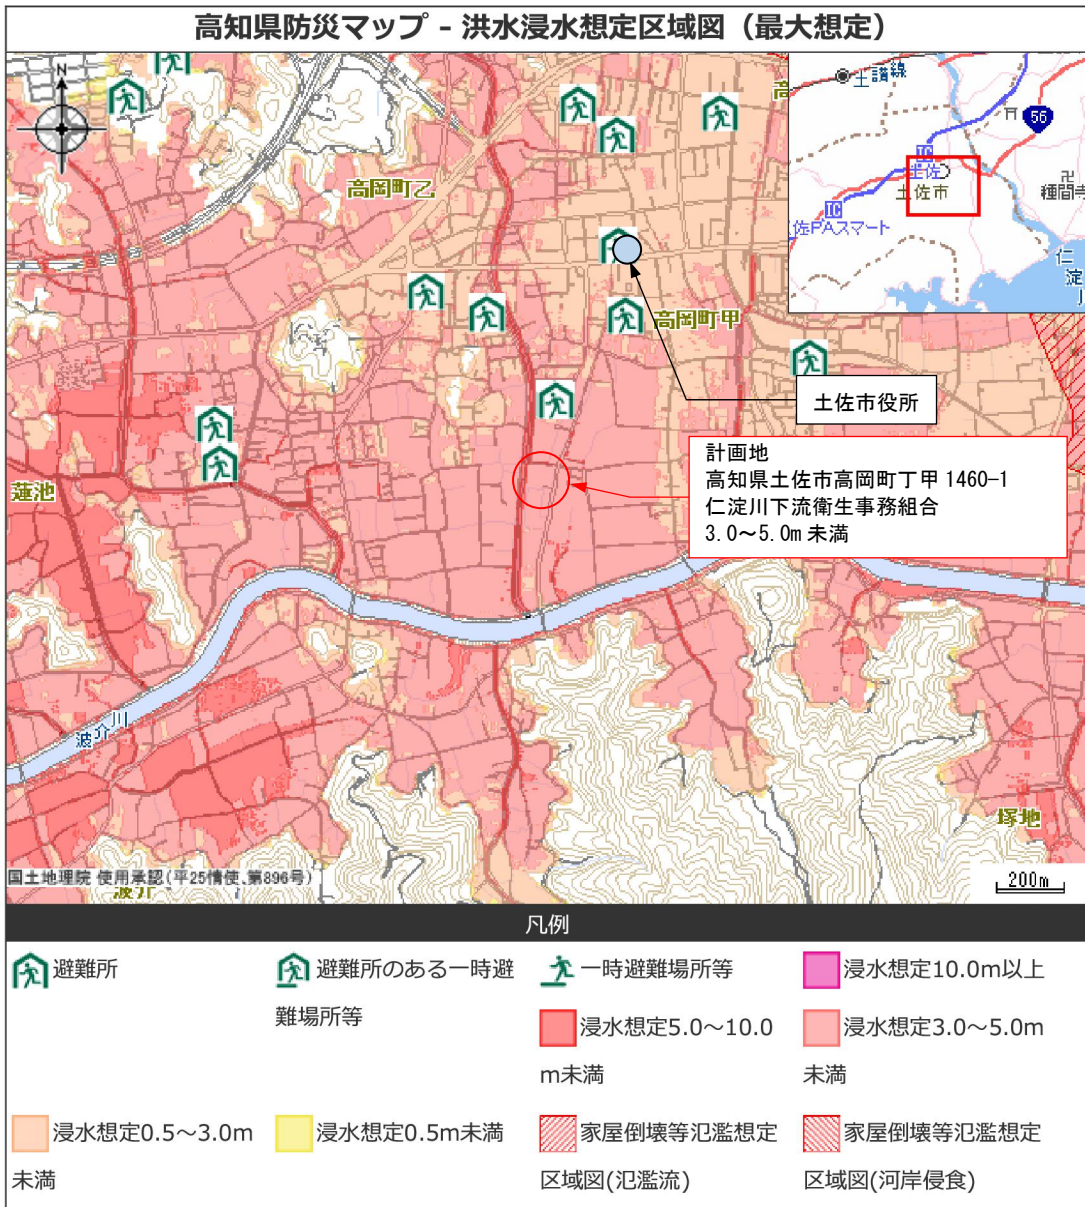 高知県防災マップ - 洪水浸水想定区域図（最大想定）
N
土讃線
56
IC
土佐
土佐市
IC
佐PAスマート
種間寺
仁淀川
高岡町乙
高岡町甲
土佐市役所
計画地
高知県土佐市高岡町丁甲 1460-1
仁淀川下流衛生事務組合
3.0～5.0m 未満
蓮池
波介川
塚地
波介
国土地理院 使用承認(平25情使、第896号)
200m
凡例
避難所
避難所のある一時避
難場所等
一時避難場所等
浸水想定10.0m以上
浸水想定5.0～10.0
m未満
浸水想定3.0～5.0m
未満
浸水想定0.5～3.0m
未満
浸水想定0.5m未満
家屋倒壊等氾濫想定
区域図(氾濫流)
家屋倒壊等氾濫想定
区域図(河岸侵食)